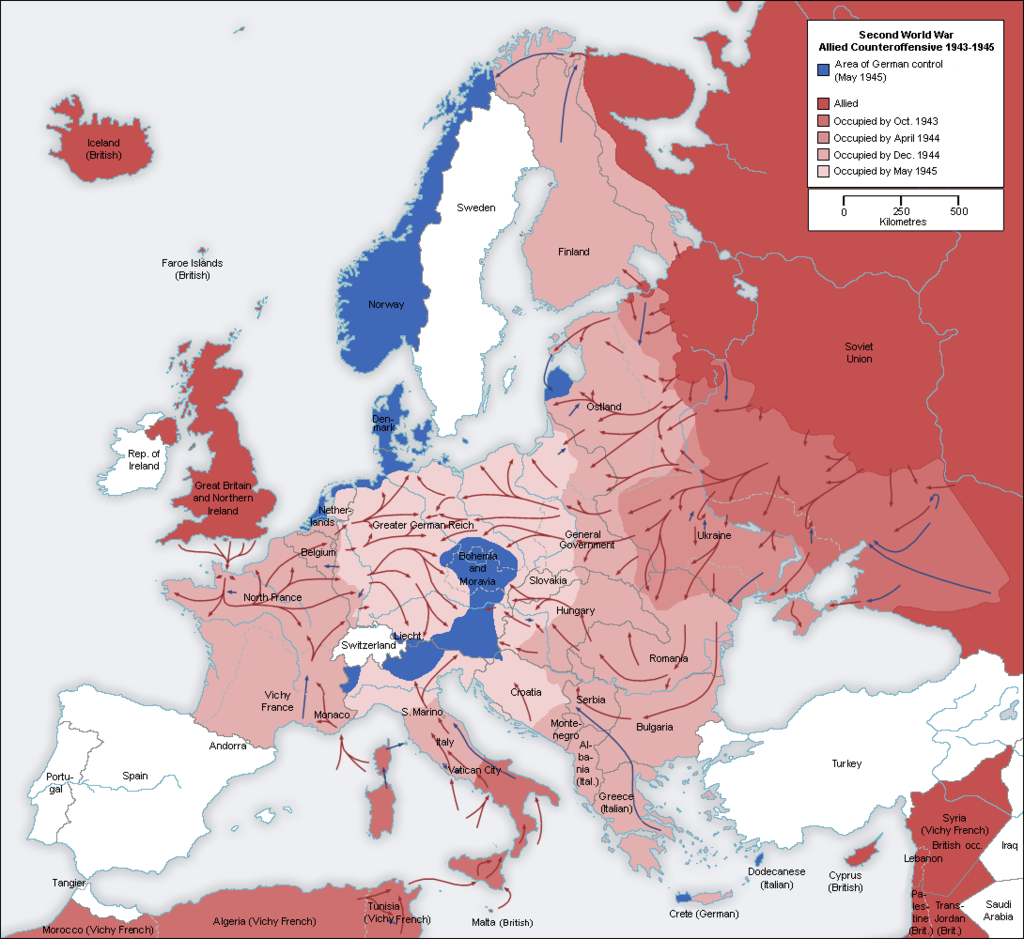 Second World War
Allied Counteroffensive 1943-1945
Area of German control
(May 1945)
Allied
Occupied by Oct. 1943
Occupied by April 1944
Occupied by Dec. 1944
Occupied by May 1945
0 250 500
Kilometres
Iceland
(British)
Sweden
Finland
Faroe Islands
(British)
Norway
Soviet
Union
Ostland
Den-
mark
Rep. of
Ireland
Great Britain
and Northern
Ireland
Nether-
lands
Greater German Reich
Belgium
General
Government
Ukraine
Bohemia
and
Moravia
Slovakia
North France
Hungary
Switzerland
Liecht.
Romania
Vichy
France
Monaco
S. Marino
Croatia
Serbia
Bulgaria
Monte-
negro
Andorra
Italy
Al-
ba-
nia
(Ital.)
Vatican City
Portu-
gal
Spain
Turkey
Greece
(Italian)
Syria
(Vichy French)
British occ.
Iraq
Lebanon
Dodecanese
(Italian)
Cyprus
(British)
Tangier
Pa-
les-
tine
(Brit.)
Trans-
Jordan
(Brit.)
Saudi
Arabia
Tunisia
(Vichy French)
Morocco (Vichy French)
Algeria (Vichy French)
Malta (British)
Crete (German)